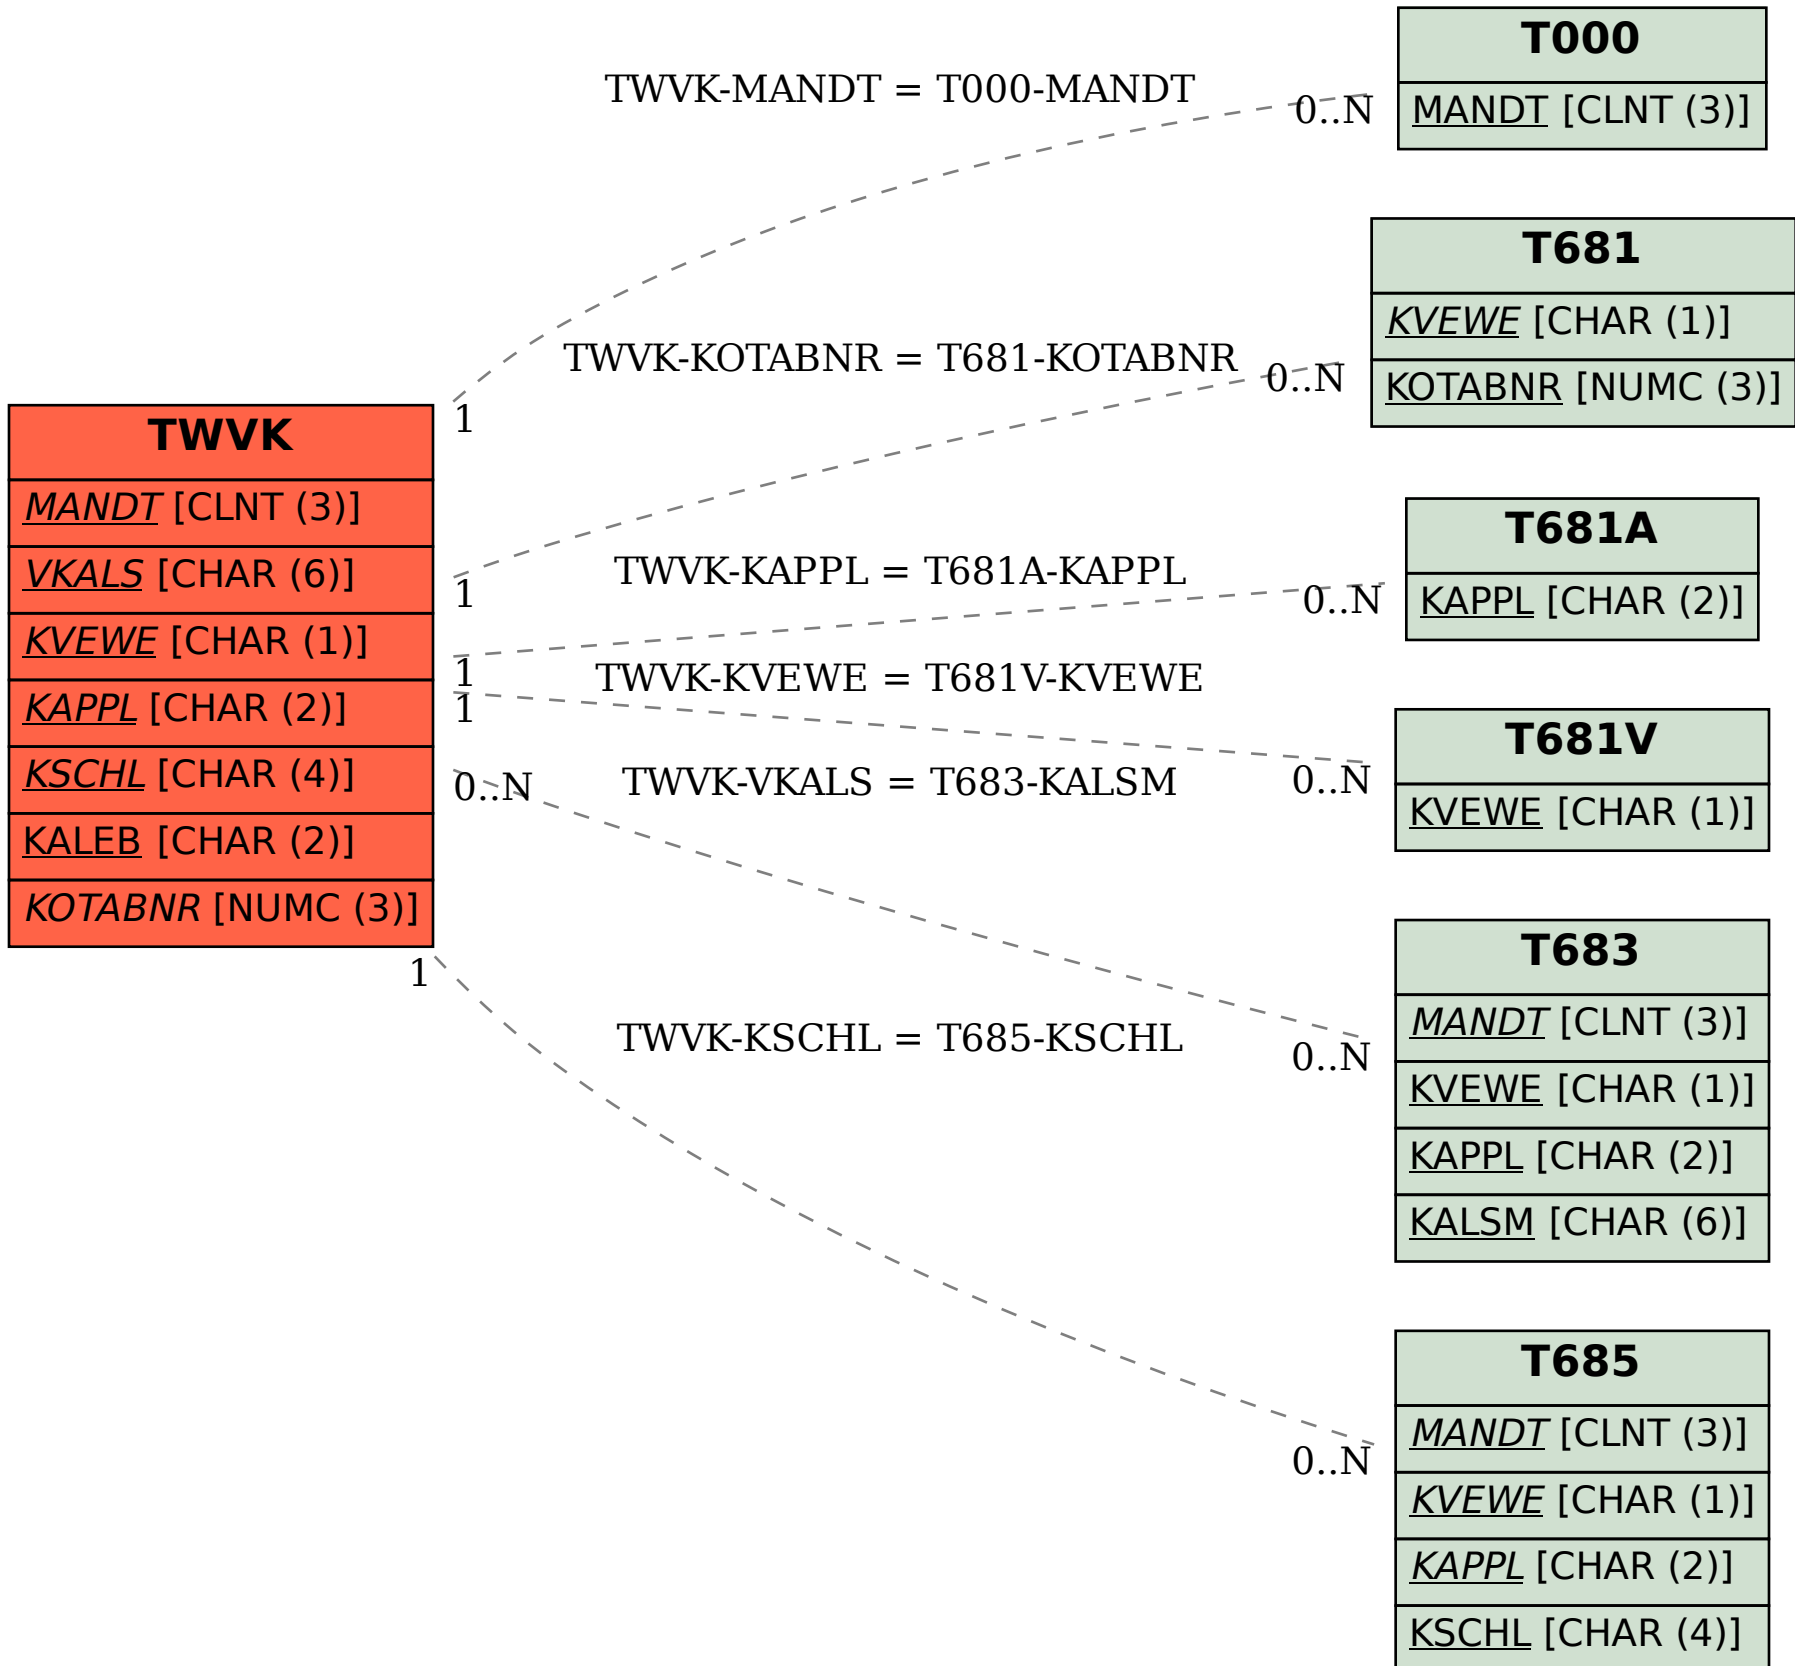 T000
MANDT [CLNT (3)]
TWVK-MANDT = T000-MANDT
0..N
1
T681
KVEWE [CHAR (1)]
KOTABNR [NUMC (3)]
TWVK-KOTABNR = T681-KOTABNR
0..N
1
TWVK
MANDT [CLNT (3)]
VKALS [CHAR (6)]
KVEWE [CHAR (1)]
KAPPL [CHAR (2)]
KSCHL [CHAR (4)]
KALEB [CHAR (2)]
KOTABNR [NUMC (3)]
T681A
KAPPL [CHAR (2)]
TWVK-KAPPL = T681A-KAPPL
0..N
1
TWVK-KVEWE = T681V-KVEWE
1
0..N
T681V
KVEWE [CHAR (1)]
TWVK-VKALS = T683-KALSM
0..N
0..N
T683
MANDT [CLNT (3)]
KVEWE [CHAR (1)]
KAPPL [CHAR (2)]
KALSM [CHAR (6)]
1
TWVK-KSCHL = T685-KSCHL
0..N
T685
MANDT [CLNT (3)]
KVEWE [CHAR (1)]
KAPPL [CHAR (2)]
KSCHL [CHAR (4)]